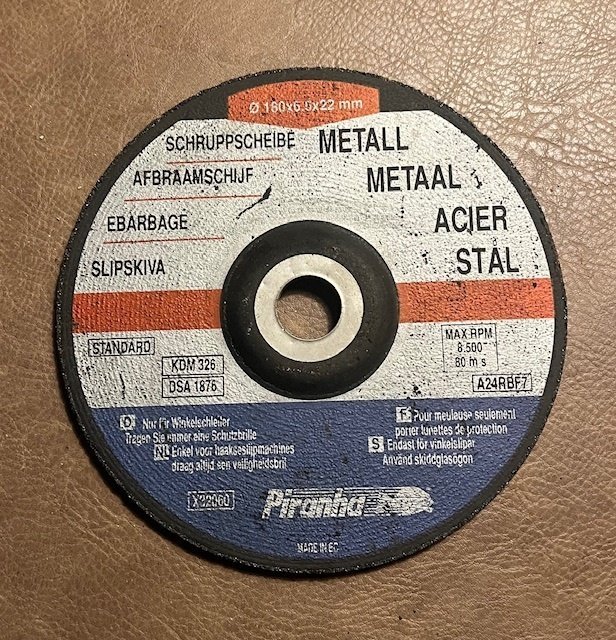 Ø 180x6,0x22 mm
SCHRUPPSCHEIBE METALL
AFBRAAMSCHIJF METAAL
EBARBAGE ACIER
SLIPSKIVA STÅL
STANDARD
KDM 326
DSA 1876
MAX RPM
8.500
80 m s
A24RBF7
D Nur für Winkelschleifer
Tragen Sie immer eine Schutzbrille
NL Enkel voor haakseslijpmachines
draag altijd een veiligheidsbril
F Pour meuleuse seulement
porter lunettes de protection
S Endast för vinkelslipar
Använd skiddglasögon
X32060
Piranha
MADE IN EC